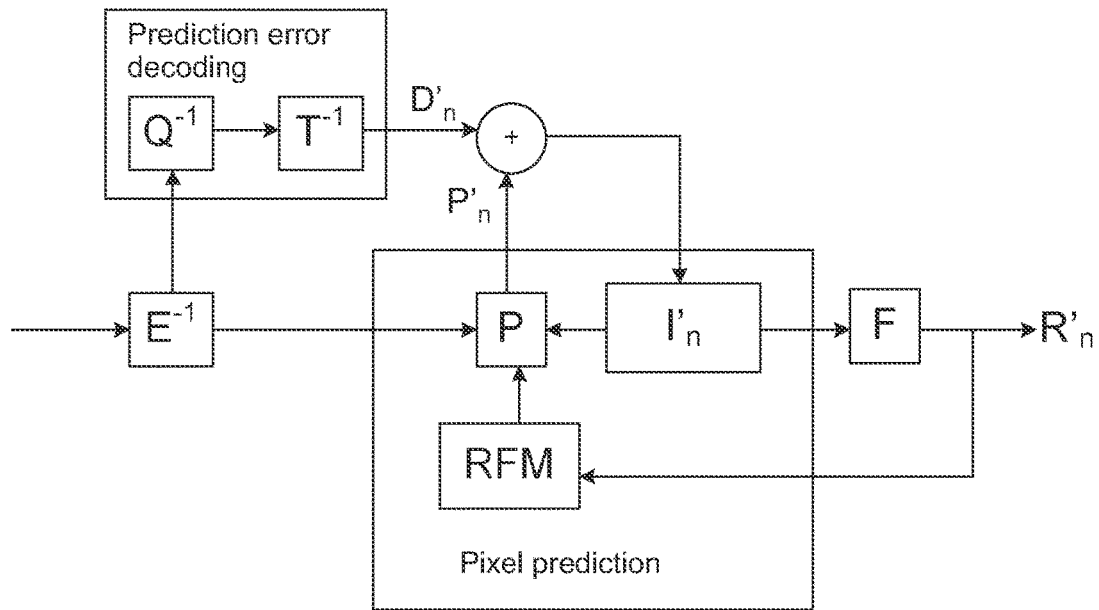 Prediction error
decoding
Q⁻¹
T⁻¹
D'ₙ
+
P'ₙ
E⁻¹
P
I'ₙ
F
R'ₙ
RFM
Pixel prediction